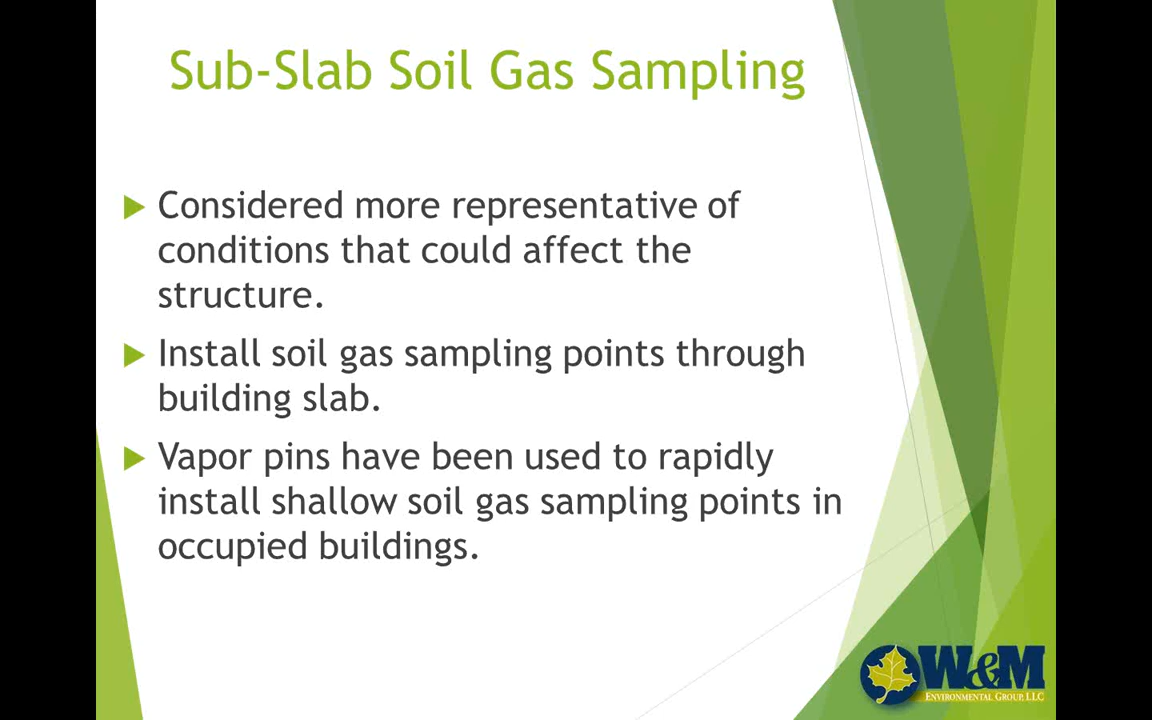 Sub-Slab Soil Gas Sampling
Considered more representative of
conditions that could affect the
structure.
Install soil gas sampling points through
building slab.
Vapor pins have been used to rapidly
install shallow soil gas sampling points in
occupied buildings.
W&M
ENVIRONMENTAL GROUP, LLC